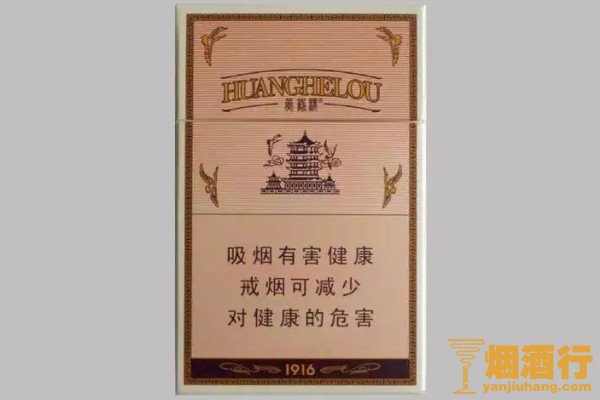 HUANGHELOU
黄鹤楼
吸烟有害健康
戒烟可减少
对健康的危害
1916
烟酒行
yanjiuhang.com